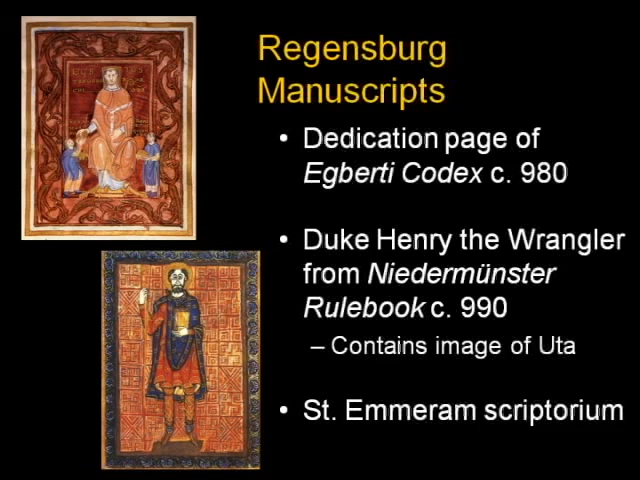 Regensburg
Manuscripts
• Dedication page of
Egberti Codex c. 980
• Duke Henry the Wrangler
from Niedermünster
Rulebook c. 990
– Contains image of Uta
• St. Emmeram scriptorium